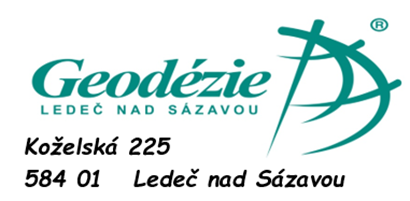 Geodézie ®
LEDEČ NAD SÁZAVOU
Koželská 225
584 01 Ledeč nad Sázavou